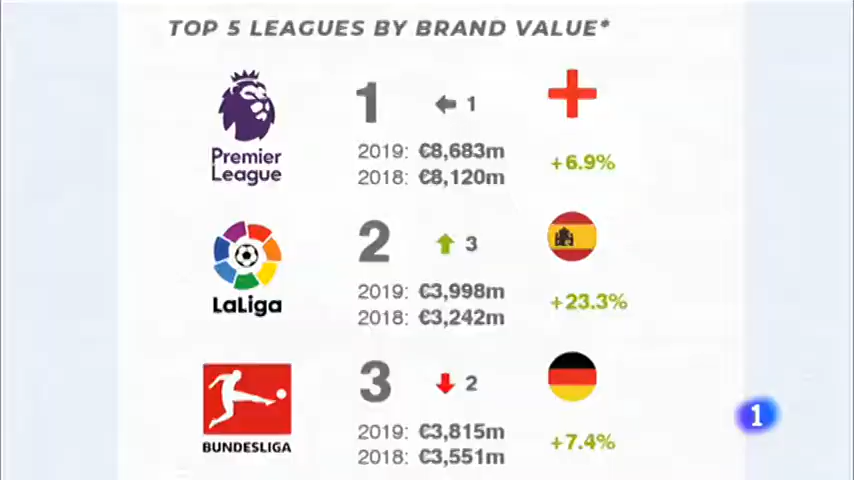 TOP 5 LEAGUES BY BRAND VALUE*
Premier
League
1
1
2019: €8,683m
2018: €8,120m
+6.9%
LaLiga
2
3
2019: €3,998m
2018: €3,242m
+23.3%
BUNDESLIGA
3
2
2019: €3,815m
2018: €3,551m
+7.4%
1